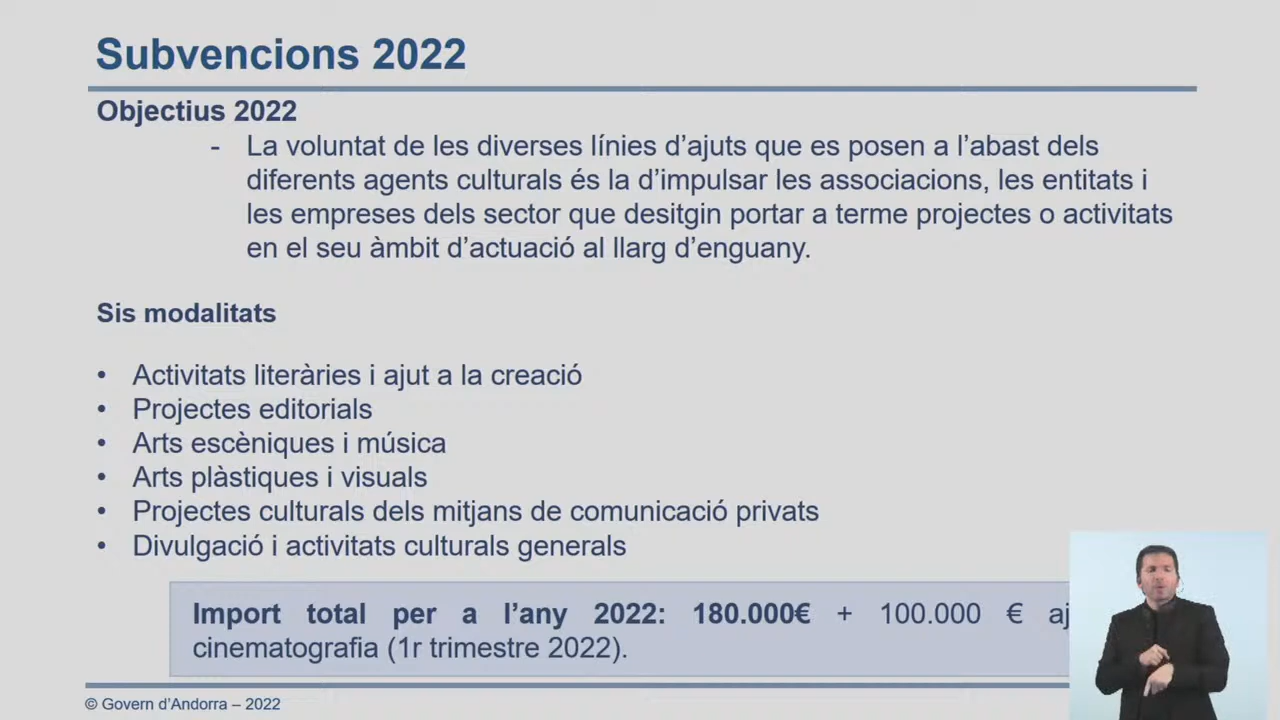 Subvencions 2022
Objectius 2022
- La voluntat de les diverses línies d’ajuts que es posen a l’abast dels
diferents agents culturals és la d’impulsar les associacions, les entitats i
les empreses dels sector que desitgin portar a terme projectes o activitats
en el seu àmbit d’actuació al llarg d’enguany.
Sis modalitats
• Activitats literàries i ajut a la creació
• Projectes editorials
• Arts escèniques i música
• Arts plàstiques i visuals
• Projectes culturals dels mitjans de comunicació privats
• Divulgació i activitats culturals generals
Import total per a l’any 2022: 180.000€ + 100.000 €
cinematografia (1r trimestre 2022).
© Govern d’Andorra – 2022